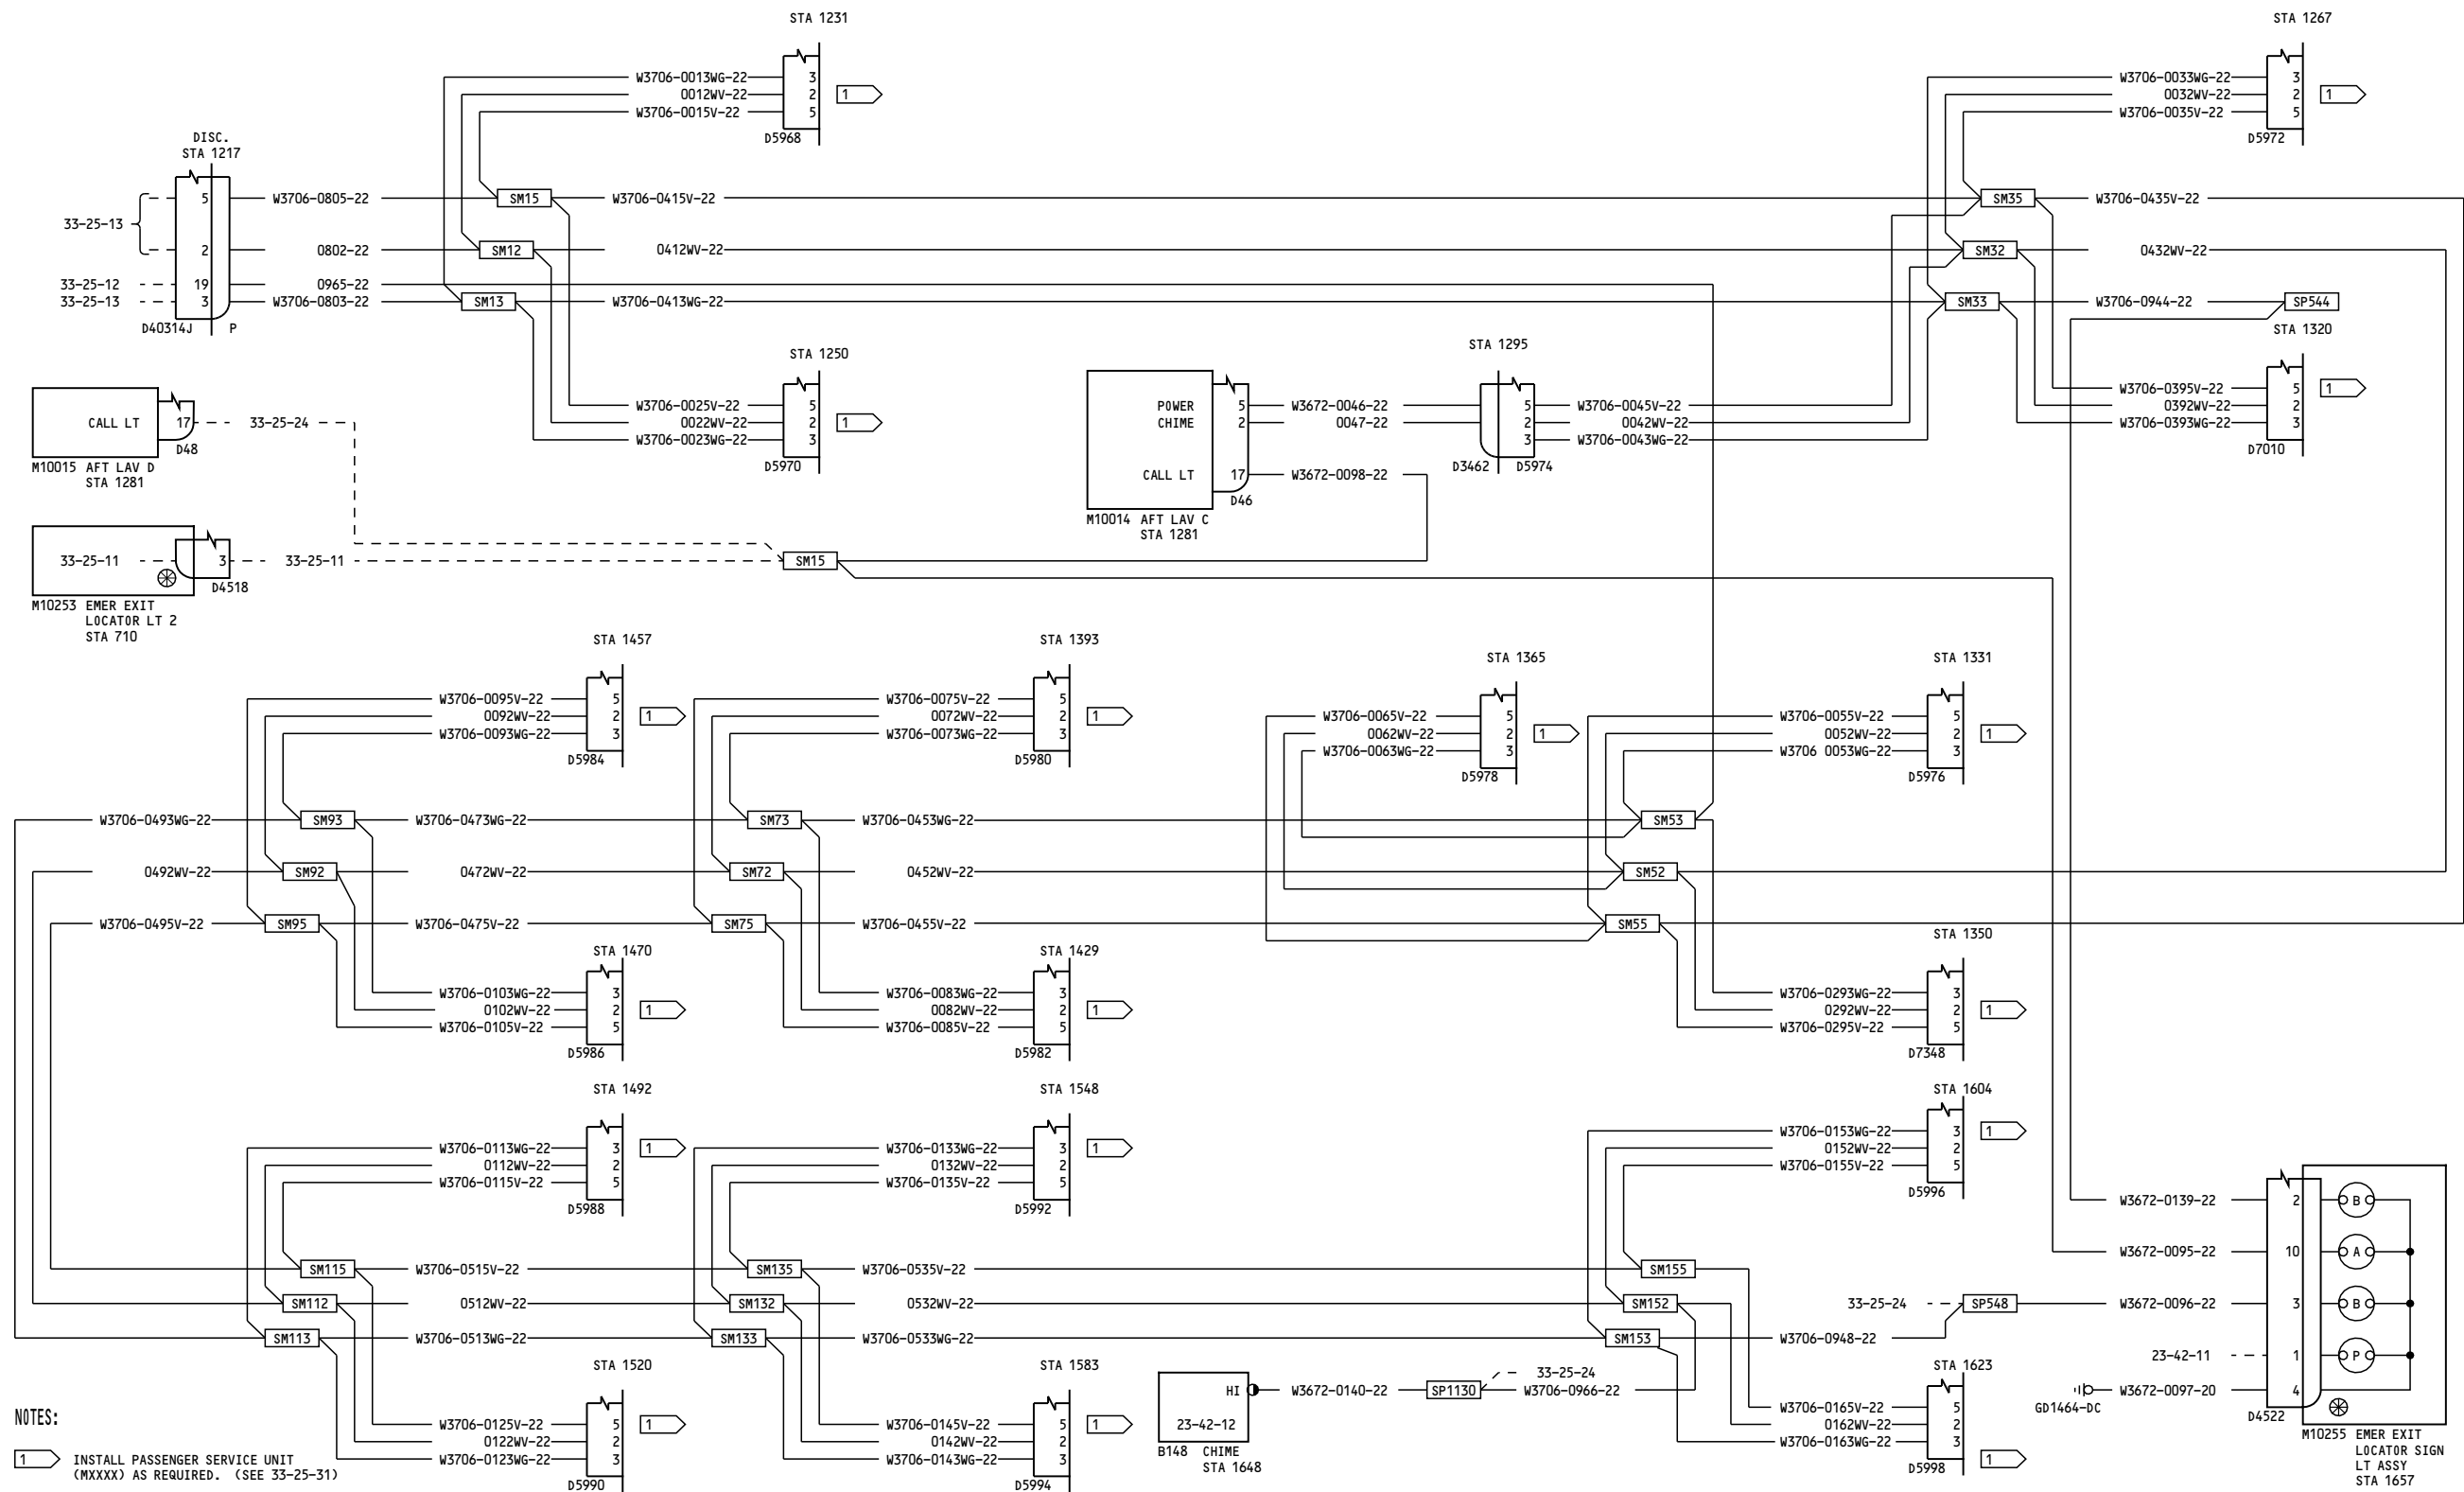 STA 1231
STA 1267
W3706-0013WG-22 3
0012WV-22 2
W3706-0015V-22 5
1
D5968
W3706-0033WG-22 3
0032WV-22 2
W3706-0035V-22 5
1
D5972
DISC.
STA 1217
33-25-13
5 W3706-0805-22
2 0802-22
33-25-12 19 0965-22
33-25-13 3 W3706-0803-22
D40314J P
SM15 W3706-0415V-22
SM12 0412WV-22
SM13 W3706-0413WG-22
SM35 W3706-0435V-22
SM32 0432WV-22
SM33 W3706-0944-22 SP544
STA 1250
W3706-0025V-22 5
0022WV-22 2
W3706-0023WG-22 3
1
D5970
STA 1320
W3706-0395V-22 5
0392WV-22 2
W3706-0393WG-22 3
1
D7010
CALL LT 17 33-25-24
D48
M10015 AFT LAV D
STA 1281
STA 1295
POWER 5 W3672-0046-22 5 W3706-0045V-22
CHIME 2 0047-22 2 0042WV-22
3 W3706-0043WG-22
D3462 D5974
CALL LT 17 W3672-0098-22
D46
M10014 AFT LAV C
STA 1281
33-25-11 3 33-25-11 SM15
D4518
M10253 EMER EXIT
LOCATOR LT 2
STA 710
STA 1457
W3706-0095V-22 5
0092WV-22 2
W3706-0093WG-22 3
1
D5984
STA 1393
W3706-0075V-22 5
0072WV-22 2
W3706-0073WG-22 3
1
D5980
STA 1365
W3706-0065V-22 5
0062WV-22 2
W3706-0063WG-22 3
1
D5978
STA 1331
W3706-0055V-22 5
0052WV-22 2
W3706 0053WG-22 3
1
D5976
W3706-0493WG-22 SM93 W3706-0473WG-22 SM73 W3706-0453WG-22 SM53
0492WV-22 SM92 0472WV-22 SM72 0452WV-22 SM52
W3706-0495V-22 SM95 W3706-0475V-22 SM75 W3706-0455V-22 SM55
STA 1470
W3706-0103WG-22 3
0102WV-22 2
W3706-0105V-22 5
1
D5986
STA 1429
W3706-0083WG-22 3
0082WV-22 2
W3706-0085V-22 5
1
D5982
STA 1350
W3706-0293WG-22 3
0292WV-22 2
W3706-0295V-22 5
1
D7348
STA 1492
W3706-0113WG-22 3
0112WV-22 2
W3706-0115V-22 5
1
D5988
STA 1548
W3706-0133WG-22 3
0132WV-22 2
W3706-0135V-22 5
1
D5992
STA 1604
W3706-0153WG-22 3
0152WV-22 2
W3706-0155V-22 5
1
D5996
SM115 W3706-0515V-22 SM135 W3706-0535V-22 SM155
SM112 0512WV-22 SM132 0532WV-22 SM152
SM113 W3706-0513WG-22 SM133 W3706-0533WG-22 SM153 W3706-0948-22
W3672-0139-22 2 B
W3672-0095-22 10 A
33-25-24 SP548 W3672-0096-22 3 B
23-42-11 1 P
GD1464-DC W3672-0097-20 4
D4522
M10255 EMER EXIT
LOCATOR SIGN
LT ASSY
STA 1657
STA 1520
W3706-0125V-22 5
0122WV-22 2
W3706-0123WG-22 3
1
D5990
STA 1583
W3706-0145V-22 5
0142WV-22 2
W3706-0143WG-22 3
1
D5994
HI W3672-0140-22 SP1130 W3706-0966-22
33-25-24
23-42-12
B148 CHIME
STA 1648
STA 1623
W3706-0165V-22 5
0162WV-22 2
W3706-0163WG-22 3
1
D5998
NOTES:
1 INSTALL PASSENGER SERVICE UNIT
(MXXXX) AS REQUIRED. (SEE 33-25-31)